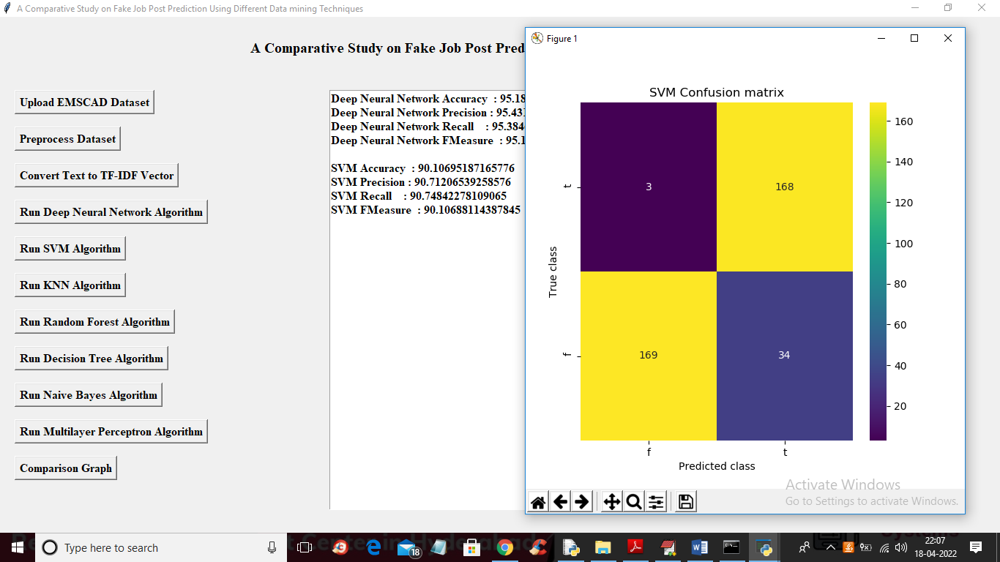 A Comparative Study on Fake Job Post Prediction Using Different Data mining Techniques
A Comparative Study on Fake Job Post Pred
Upload EMSCAD Dataset
Preprocess Dataset
Convert Text to TF-IDF Vector
Run Deep Neural Network Algorithm
Run SVM Algorithm
Run KNN Algorithm
Run Random Forest Algorithm
Run Decision Tree Algorithm
Run Naive Bayes Algorithm
Run Multilayer Perceptron Algorithm
Comparison Graph
Deep Neural Network Accuracy : 95.18
Deep Neural Network Precision : 95.431
Deep Neural Network Recall : 95.384
Deep Neural Network FMeasure : 95.1
SVM Accuracy : 90.10695187165776
SVM Precision : 90.71206539258576
SVM Recall : 90.74842278109065
SVM FMeasure : 90.10688114387845
Figure 1
SVM Confusion matrix
t
3
168
True class
f
169
34
f
t
Predicted class
160
140
120
100
80
60
40
20
Activate Windows
Go to Settings to activate Windows.
Type here to search
18
22:07
18-04-2022